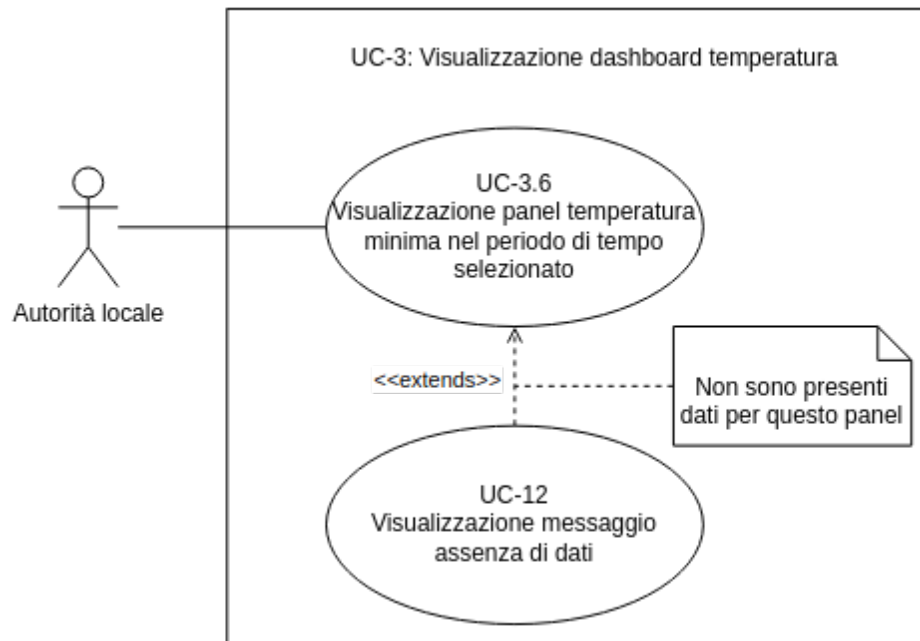 UC-3: Visualizzazione dashboard temperatura
UC-3.6
Visualizzazione panel temperatura
minima nel periodo di tempo
selezionato
Autorità locale
<<extends>>
Non sono presenti
dati per questo panel
UC-12
Visualizzazione messaggio
assenza di dati